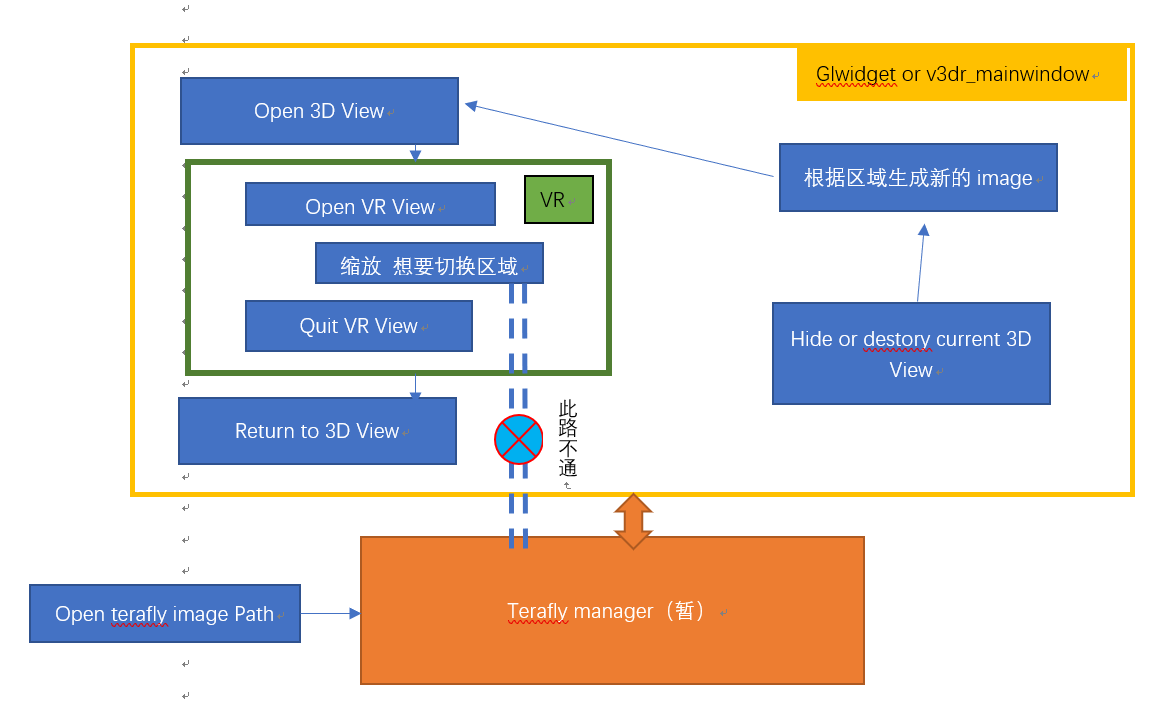 Glwidget or v3dr_mainwindow
Open 3D View
根据区域生成新的 image
Open VR View
VR
缩放 想要切换区域
Quit VR View
Hide or destory current 3D
View
Return to 3D View
此路不通
Open terafly image Path
Terafly manager（暂）